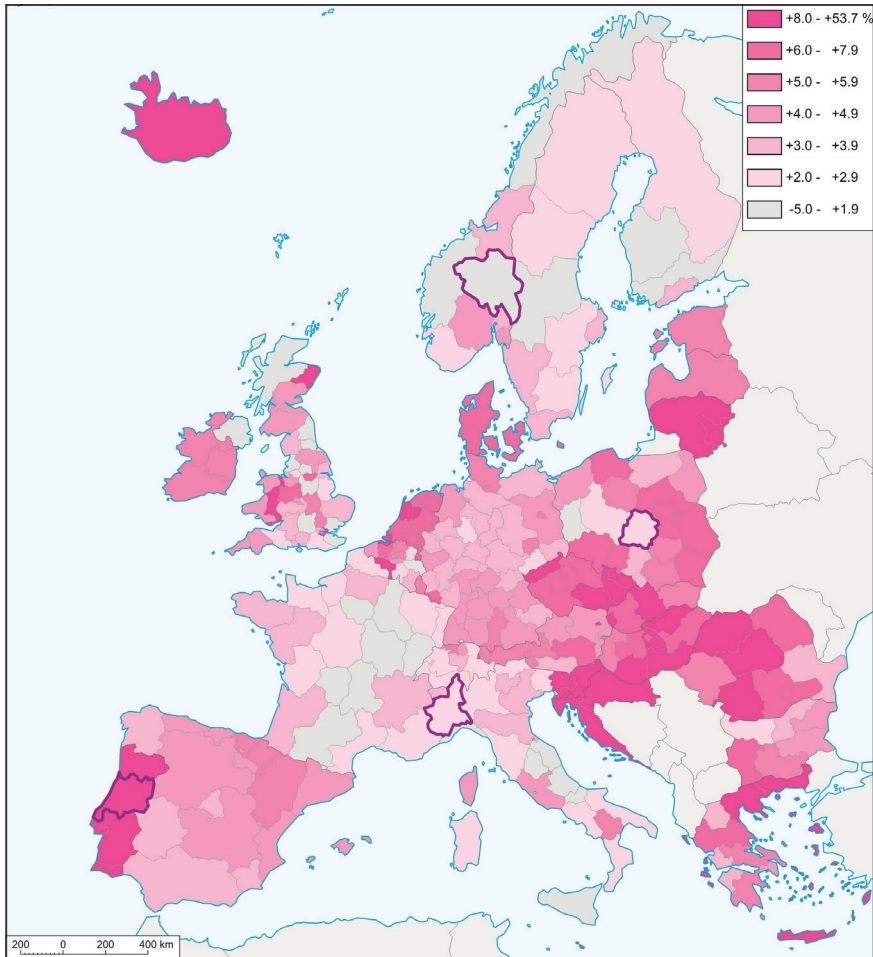 +8.0 - +53.7 %
+6.0 - +7.9
+5.0 - +5.9
+4.0 - +4.9
+3.0 - +3.9
+2.0 - +2.9
-5.0 - +1.9
200 0 200 400 km